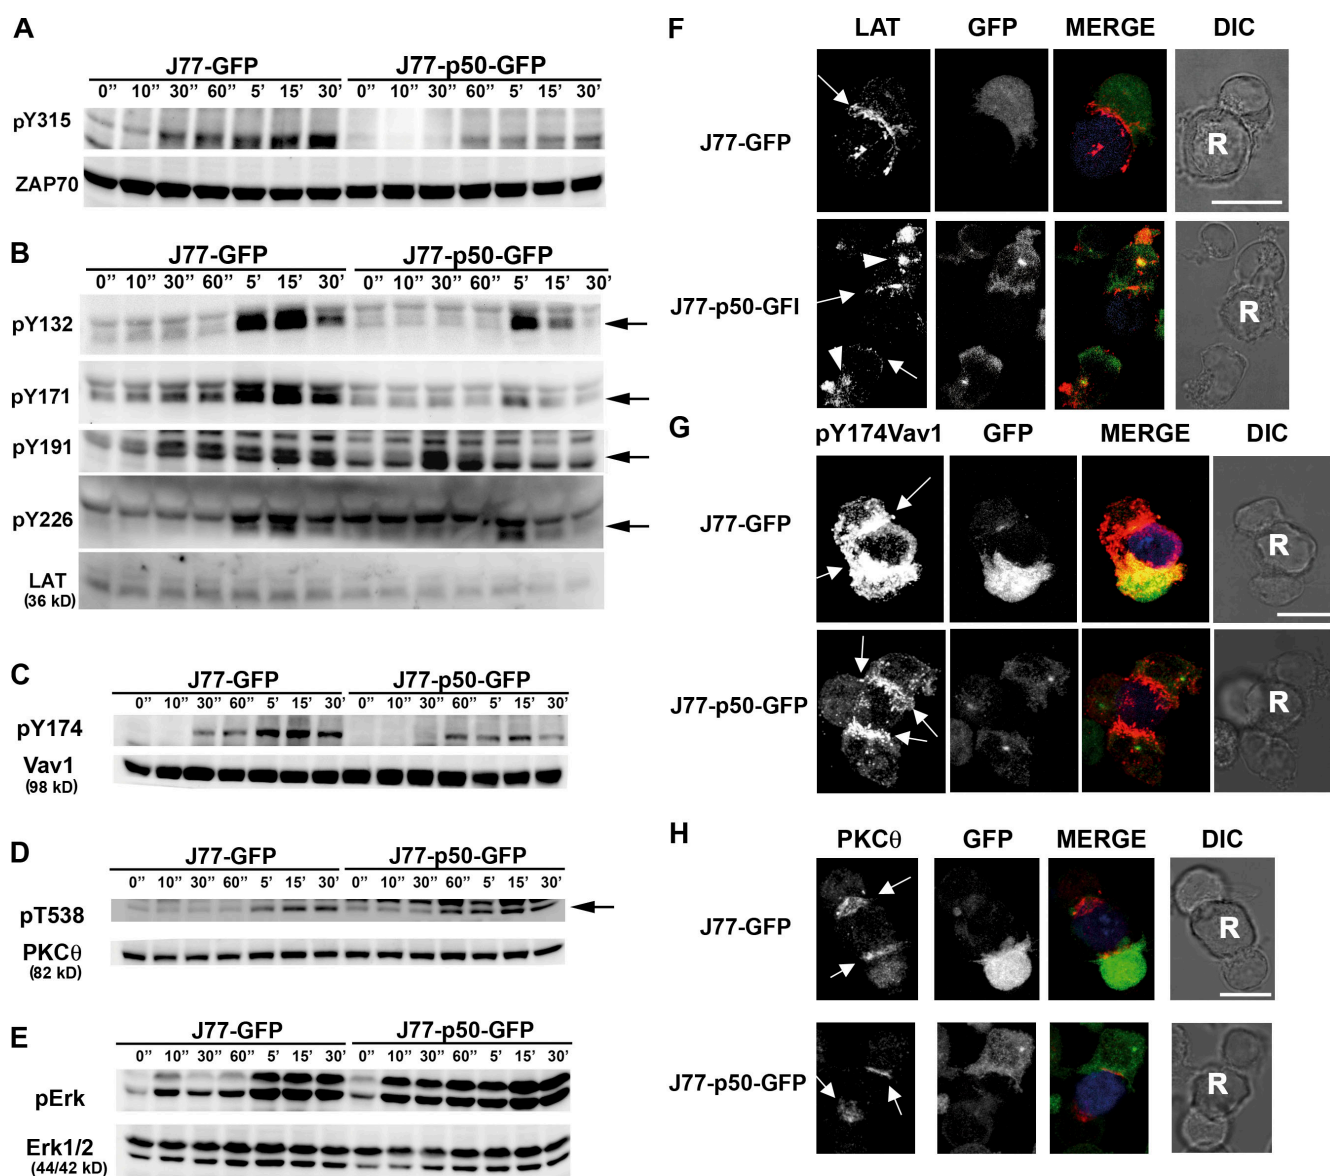 A
J77-GFP J77-p50-GFP
0” 10” 30” 60” 5’ 15’ 30’ 0” 10” 30” 60” 5’ 15’ 30’
pY315
ZAP70
B
J77-GFP J77-p50-GFP
0” 10” 30” 60” 5’ 15’ 30’ 0” 10” 30” 60” 5’ 15’ 30’
pY132
pY171
pY191
pY226
LAT
(36 kD)
C
J77-GFP J77-p50-GFP
0” 10” 30” 60” 5’ 15’ 30’ 0” 10” 30” 60” 5’ 15’ 30’
pY174
Vav1
(98 kD)
D
J77-GFP J77-p50-GFP
0” 10” 30” 60” 5’ 15’ 30’ 0” 10” 30” 60” 5’ 15’ 30’
pT538
PKCθ
(82 kD)
E
J77-GFP J77-p50-GFP
0” 10” 30” 60” 5’ 15’ 30’ 0” 10” 30” 60” 5’ 15’ 30’
pErk
Erk1/2
(44/42 kD)
F
LAT GFP MERGE DIC
J77-GFP
R
J77-p50-GFI
R
G
pY174Vav1 GFP MERGE DIC
J77-GFP
R
J77-p50-GFP
R
H
PKCθ GFP MERGE DIC
J77-GFP
R
J77-p50-GFP
R